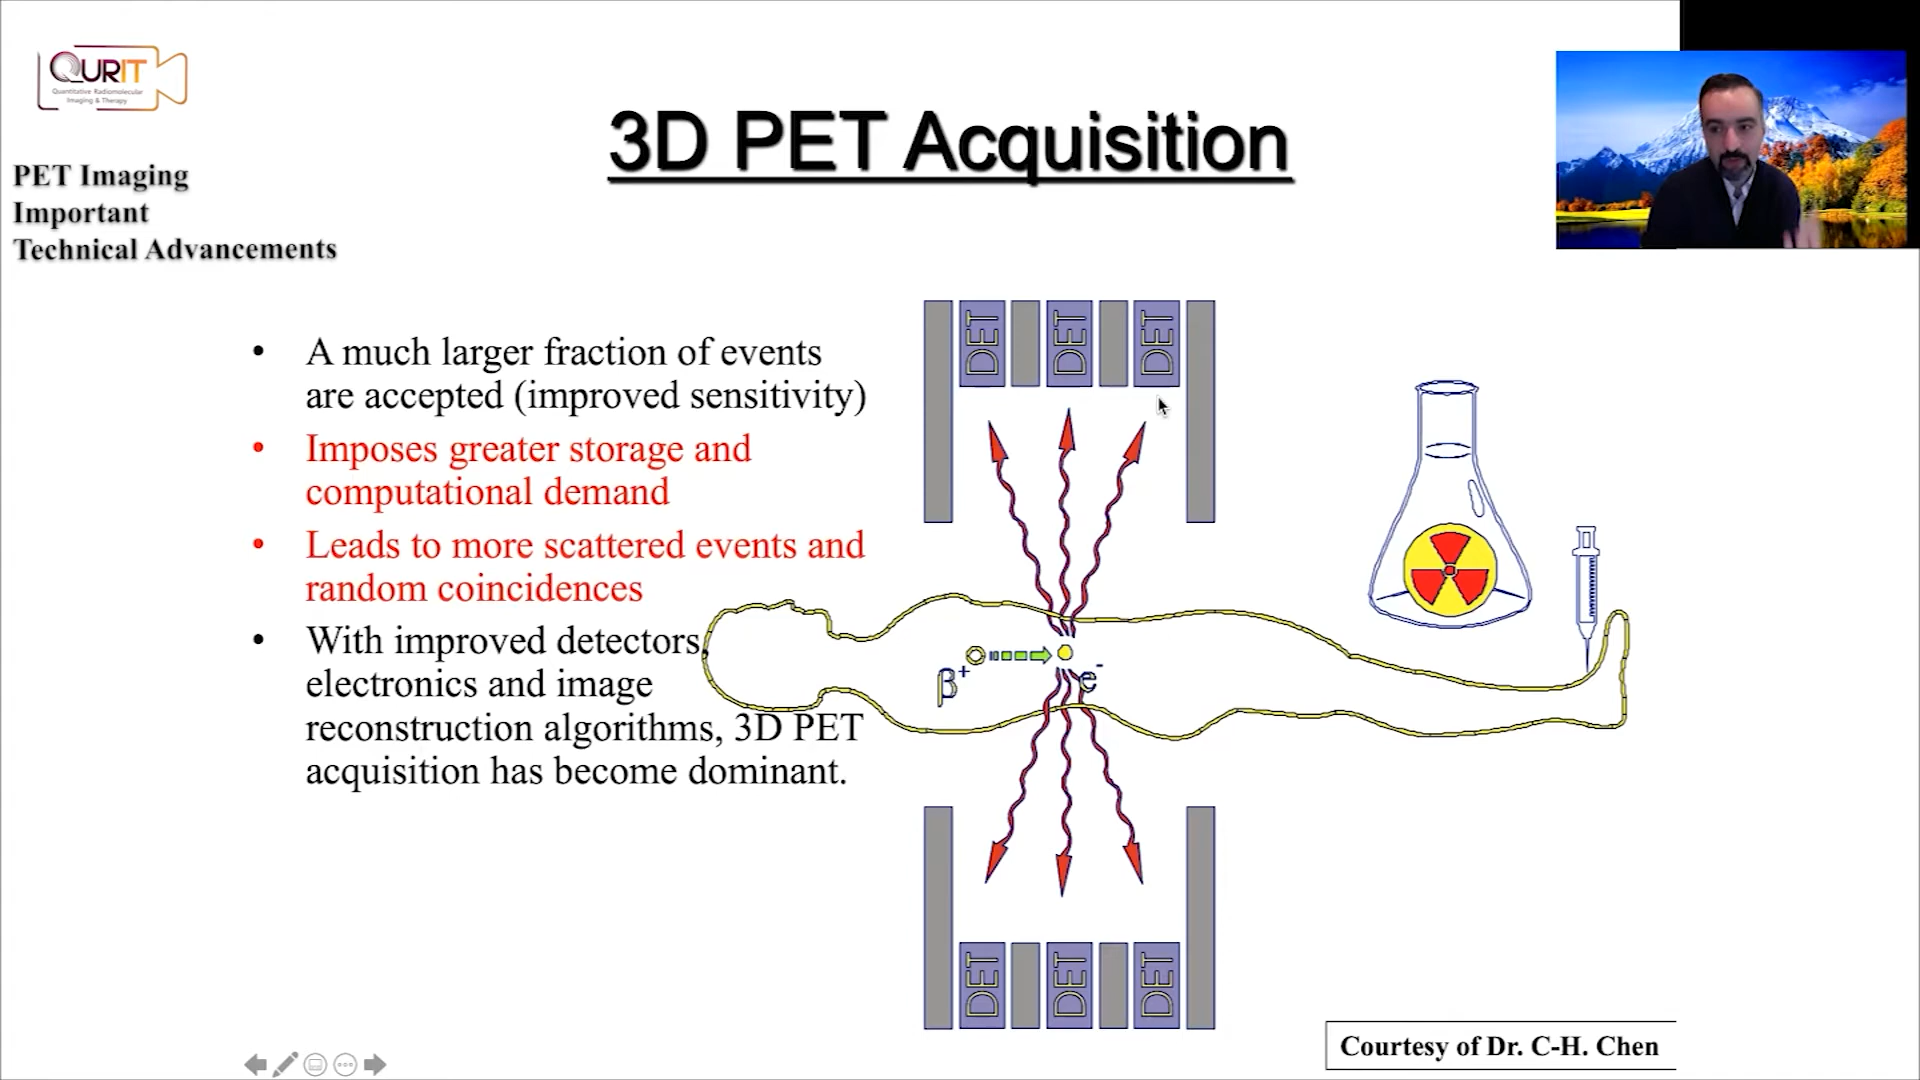 QURIT
Quantitative Radiomolecular
Imaging & Therapy
3D PET Acquisition
PET Imaging
Important
Technical Advancements
• A much larger fraction of events
are accepted (improved sensitivity)
• Imposes greater storage and
computational demand
• Leads to more scattered events and
random coincidences
• With improved detectors,
electronics and image
reconstruction algorithms, 3D PET
acquisition has become dominant.
DET DET DET
β+ e-
DET DET DET
Courtesy of Dr. C-H. Chen